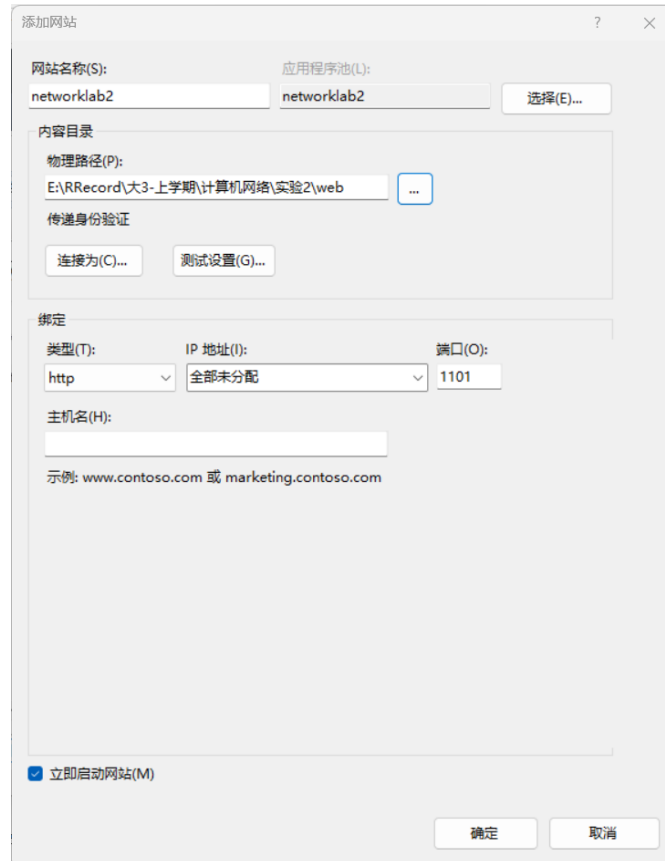 添加网站 ? ×
网站名称(S): 应用程序池(L):
networklab2 networklab2 选择(E)...
内容目录
物理路径(P):
E:\RRecord\大3-上学期\计算机网络\实验2\web ...
传递身份验证
连接为(C)... 测试设置(G)...
绑定
类型(T): IP 地址(I): 端口(O):
http 全部未分配 1101
主机名(H):
示例: www.contoso.com 或 marketing.contoso.com
立即启动网站(M)
确定 取消